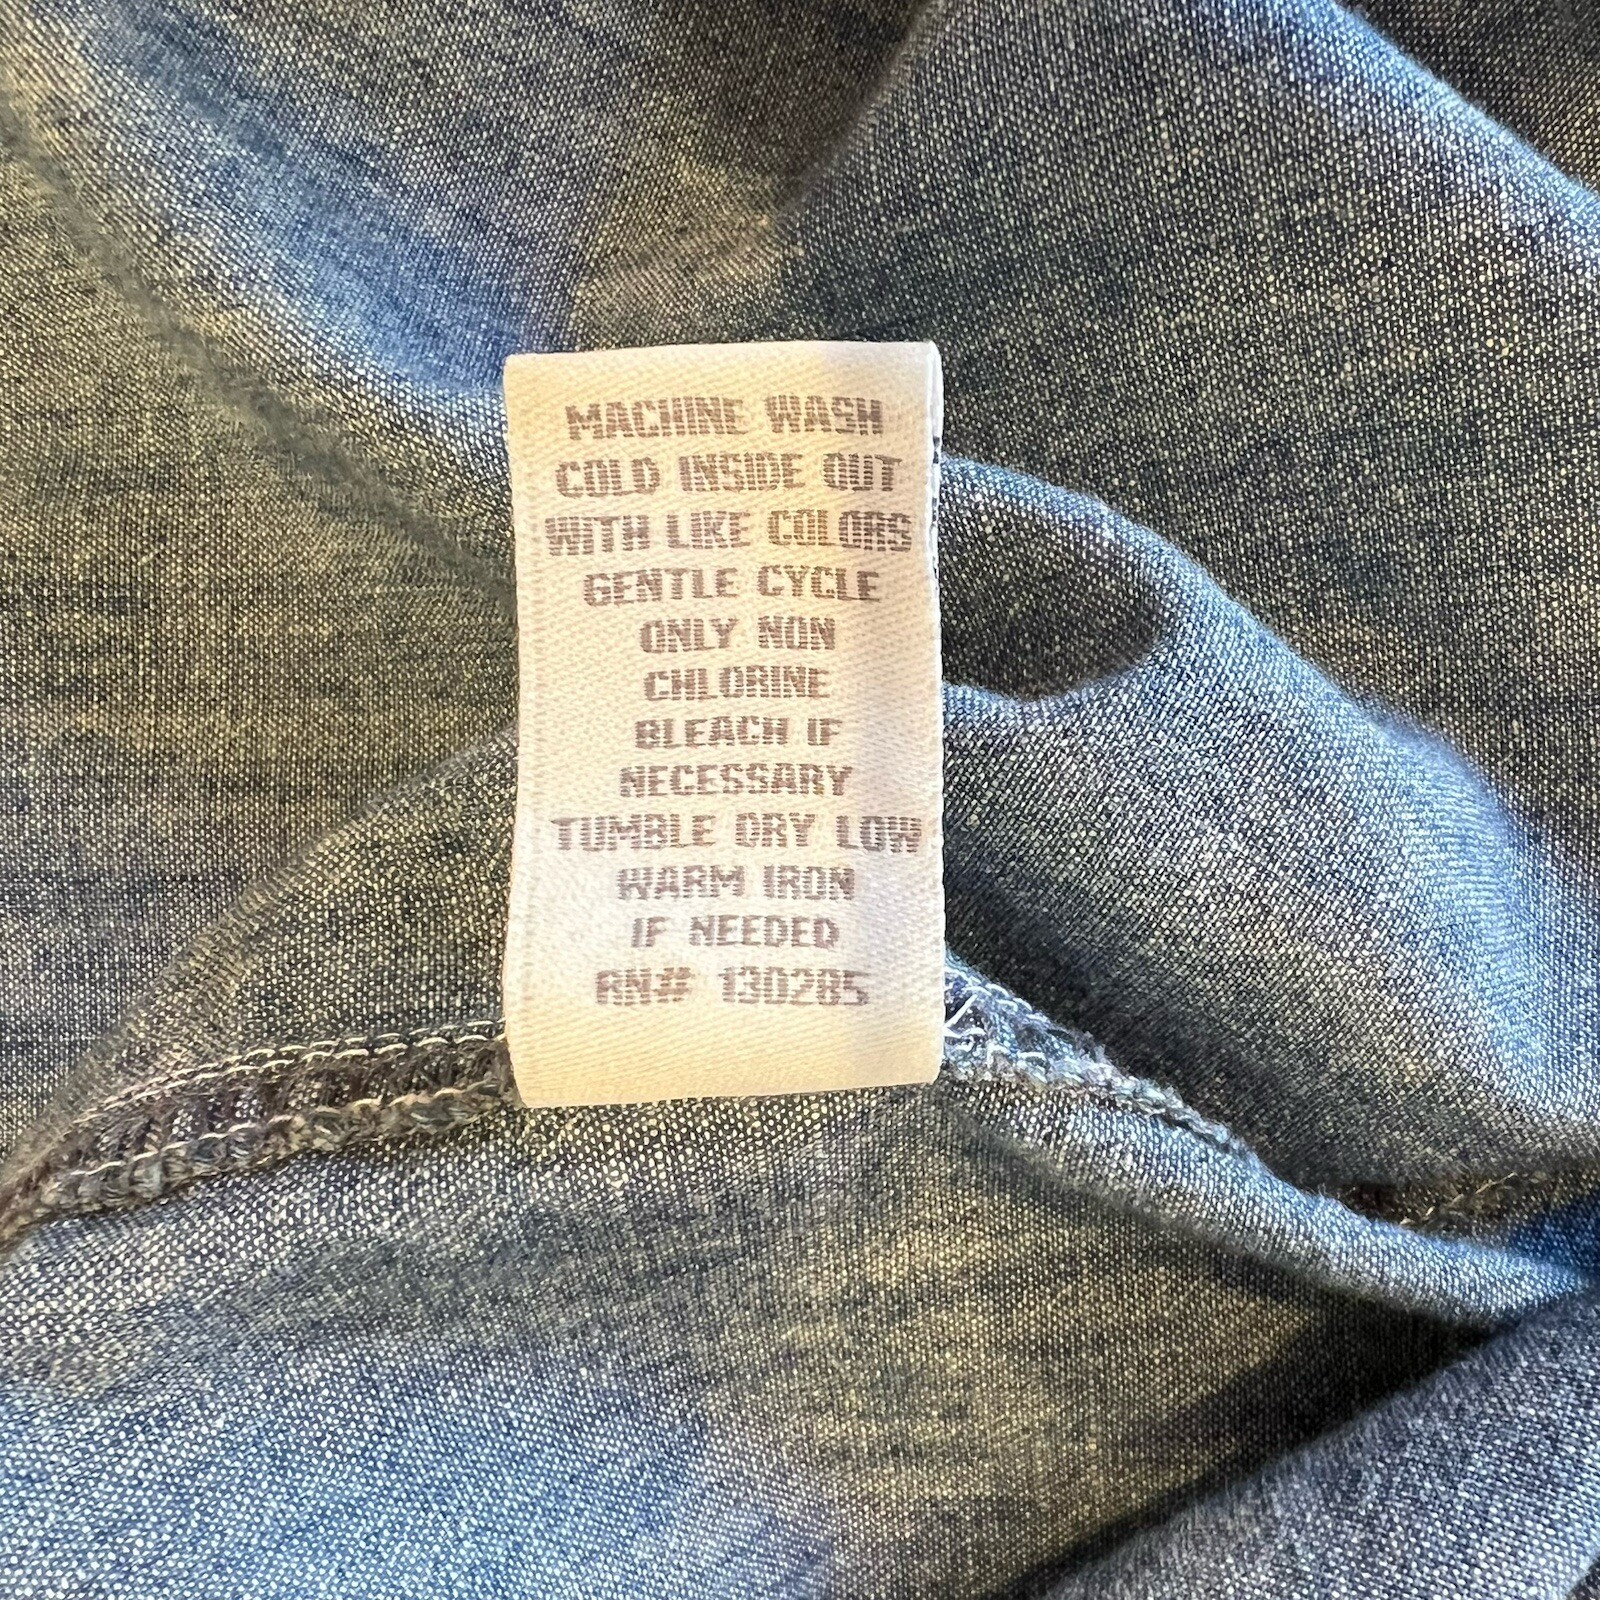 MACHINE WASH
COLD INSIDE OUT
WITH LIKE COLORS
GENTLE CYCLE
ONLY NON
CHLORINE
BLEACH IF
NECESSARY
TUMBLE DRY LOW
WARM IRON
IF NEEDED
RN# 130285